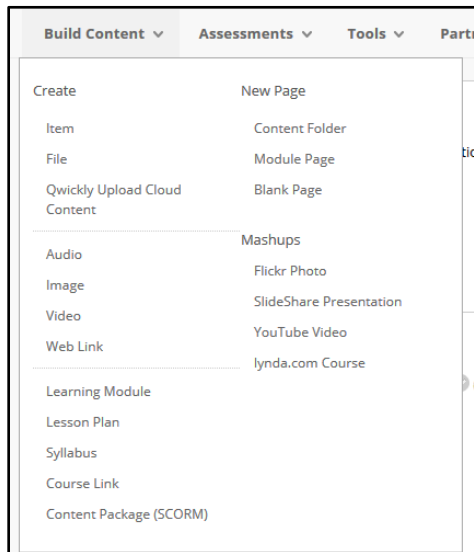 Build Content Assessments Tools Part
Create
Item
File
Qwickly Upload Cloud
Content
Audio
Image
Video
Web Link
Learning Module
Lesson Plan
Syllabus
Course Link
Content Package (SCORM)
New Page
Content Folder
Module Page
Blank Page
Mashups
Flickr Photo
SlideShare Presentation
YouTube Video
lynda.com Course